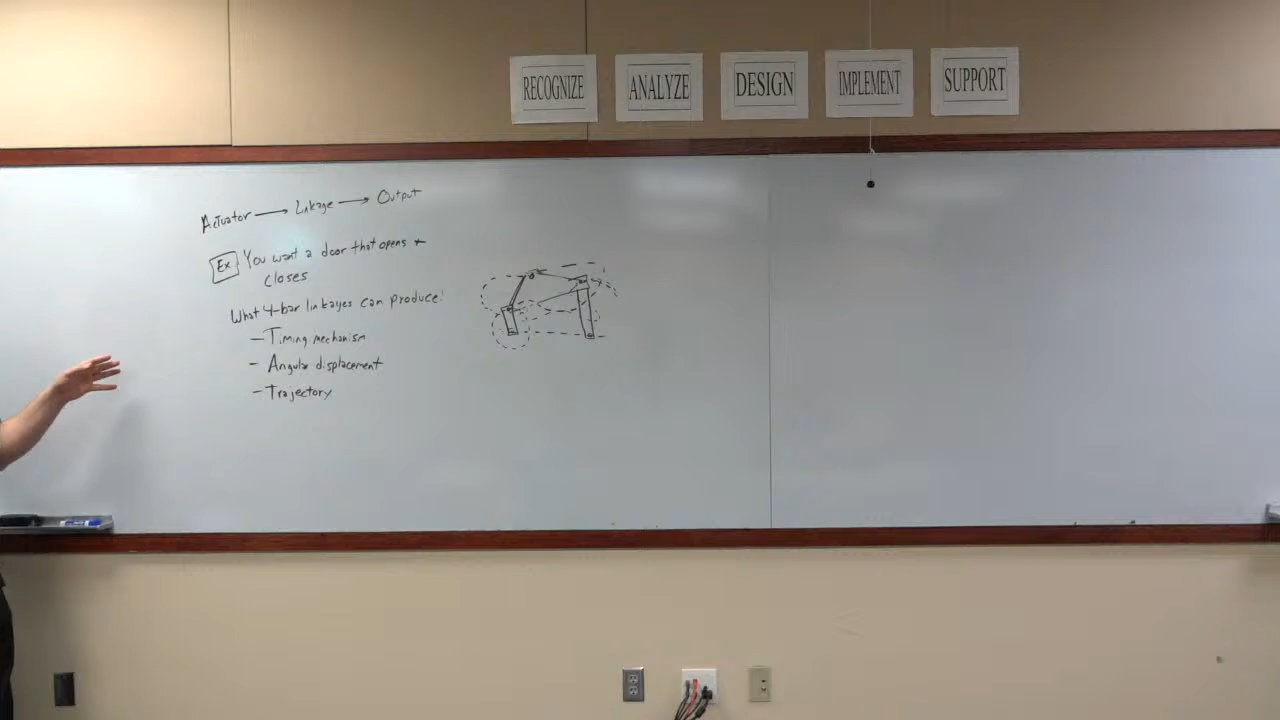 RECOGNIZE ANALYZE DESIGN IMPLEMENT SUPPORT
Actuator → Linkage → Output
Ex You want a door that opens +
closes
What 4-bar linkages can produce:
- Timing mechanism
- Angular displacement
- Trajectory